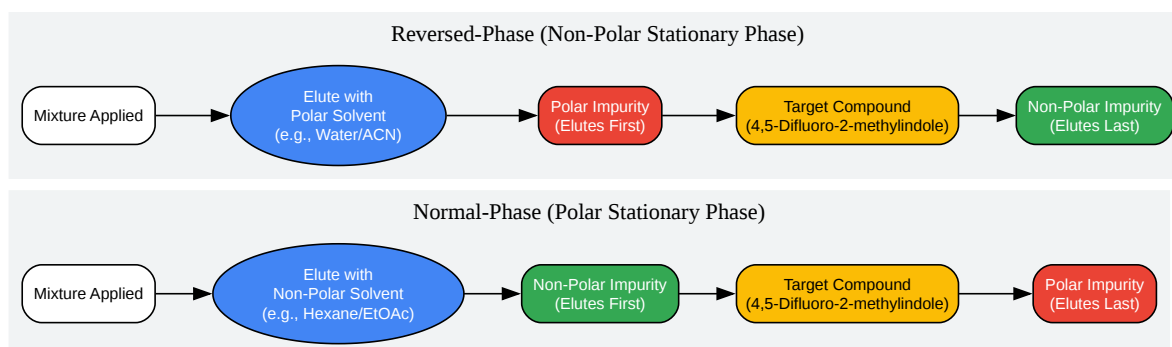 Reversed-Phase (Non-Polar Stationary Phase)
Mixture Applied
Elute with
Polar Solvent
(e.g., Water/ACN)
Polar Impurity
(Elutes First)
Target Compound
(4,5-Difluoro-2-methylindole)
Non-Polar Impurity
(Elutes Last)
Normal-Phase (Polar Stationary Phase)
Mixture Applied
Elute with
Non-Polar Solvent
(e.g., Hexane/EtOAc)
Non-Polar Impurity
(Elutes First)
Target Compound
(4,5-Difluoro-2-methylindole)
Polar Impurity
(Elutes Last)